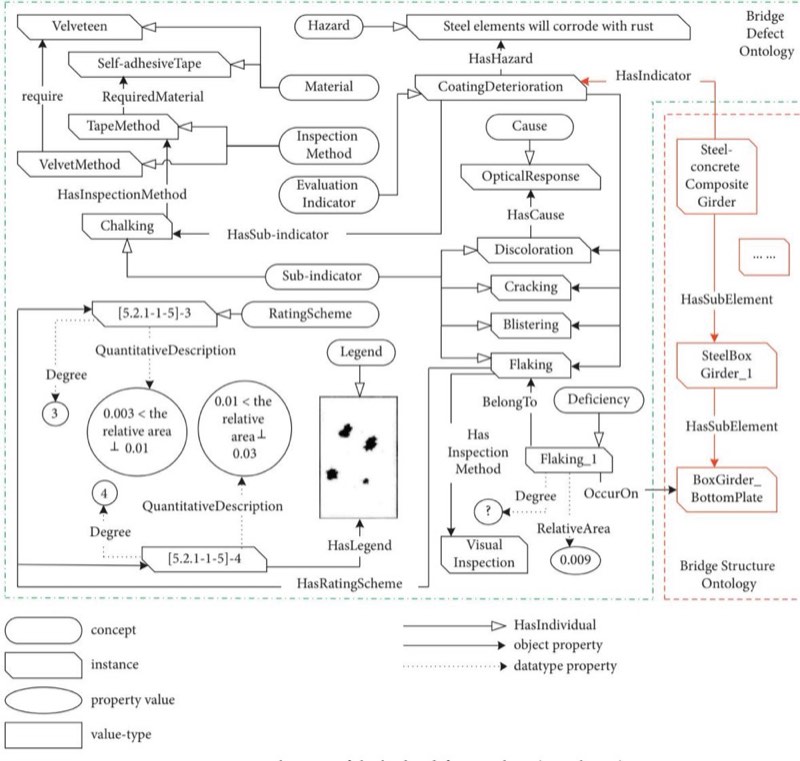 Velveteen
Hazard
Steel elements will corrode with rust
Bridge
Defect
Ontology
Self-adhesiveTape
HasHazard
HasIndicator
require
RequiredMaterial
Material
CoatingDeterioration
TapeMethod
Cause
Inspection
Method
VelvetMethod
Steel-
concrete
Composite
Girder
OpticalResponse
HasInspectionMethod
Evaluation
Indicator
HasCause
Chalking
HasSub-indicator
Discoloration
... ...
Sub-indicator
Cracking
HasSubElement
[5.2.1-1-5]-3
RatingScheme
Blistering
QuantitativeDescription
Legend
Flaking
SteelBox
Girder_1
Degree
BelongTo
Deficiency
3
0.003 < the
relative area
⊥ 0.01
0.01 < the
relative
area⊥
0.03
HasSubElement
Has
Inspection
Method
Flaking_1
4
QuantitativeDescription
Degree
OccurOn
BoxGirder_
BottomPlate
?
Degree
RelativeArea
HasLegend
[5.2.1-1-5]-4
Visual
Inspection
0.009
Bridge Structure
Ontology
HasRatingScheme
concept
HasIndividual
instance
object property
datatype property
property value
value-type